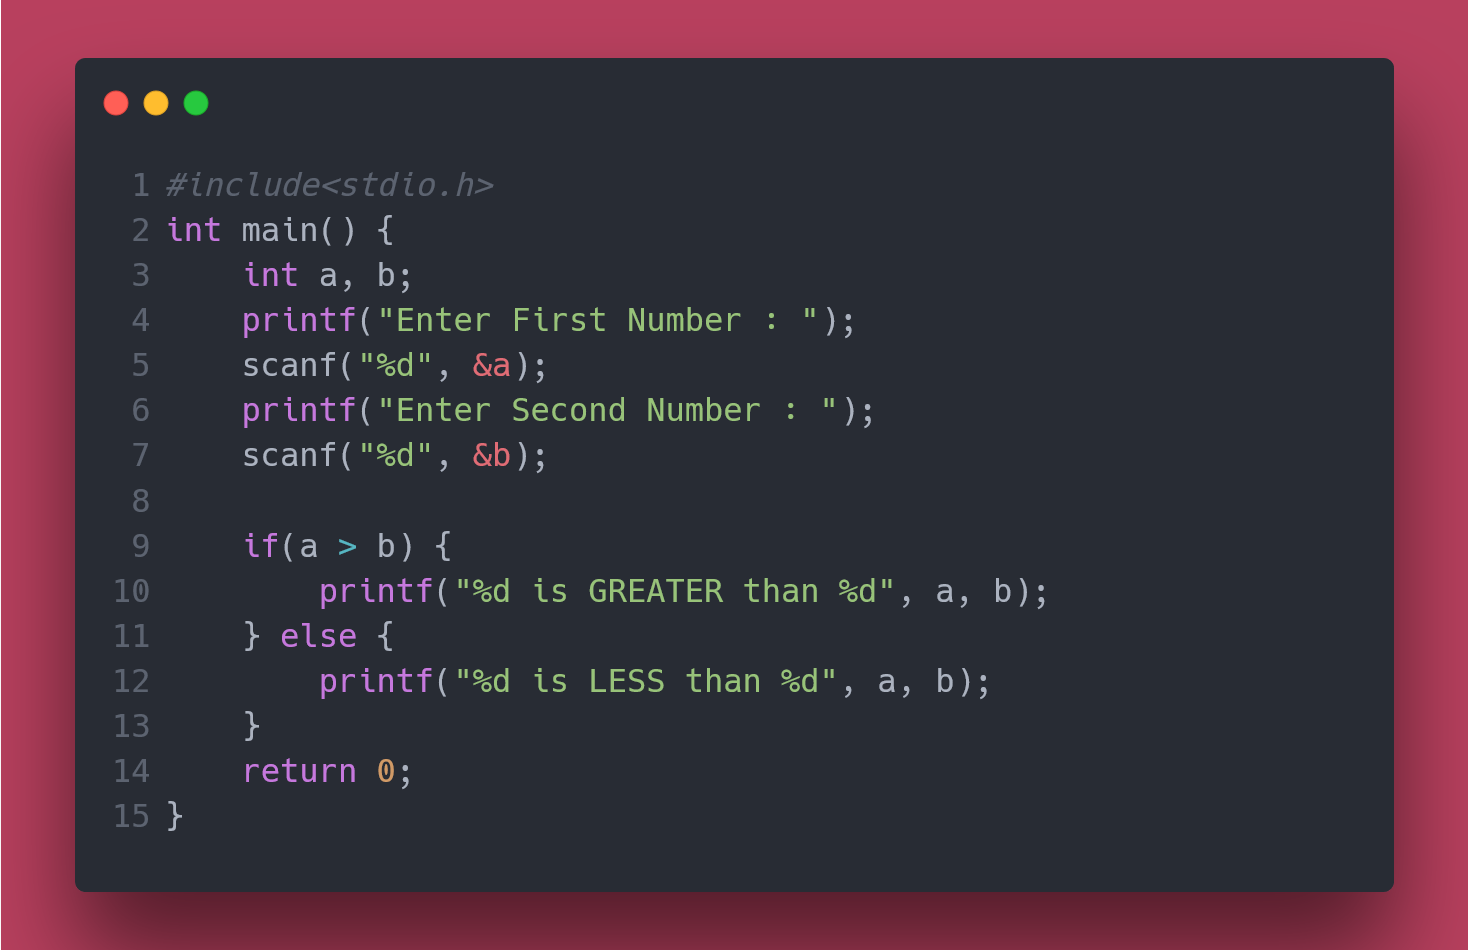 1 #include<stdio.h>
2 int main() {
3     int a, b;
4     printf("Enter First Number : ");
5     scanf("%d", &a);
6     printf("Enter Second Number : ");
7     scanf("%d", &b);
8
9     if(a > b) {
10         printf("%d is GREATER than %d", a, b);
11     } else {
12         printf("%d is LESS than %d", a, b);
13     }
14     return 0;
15 }